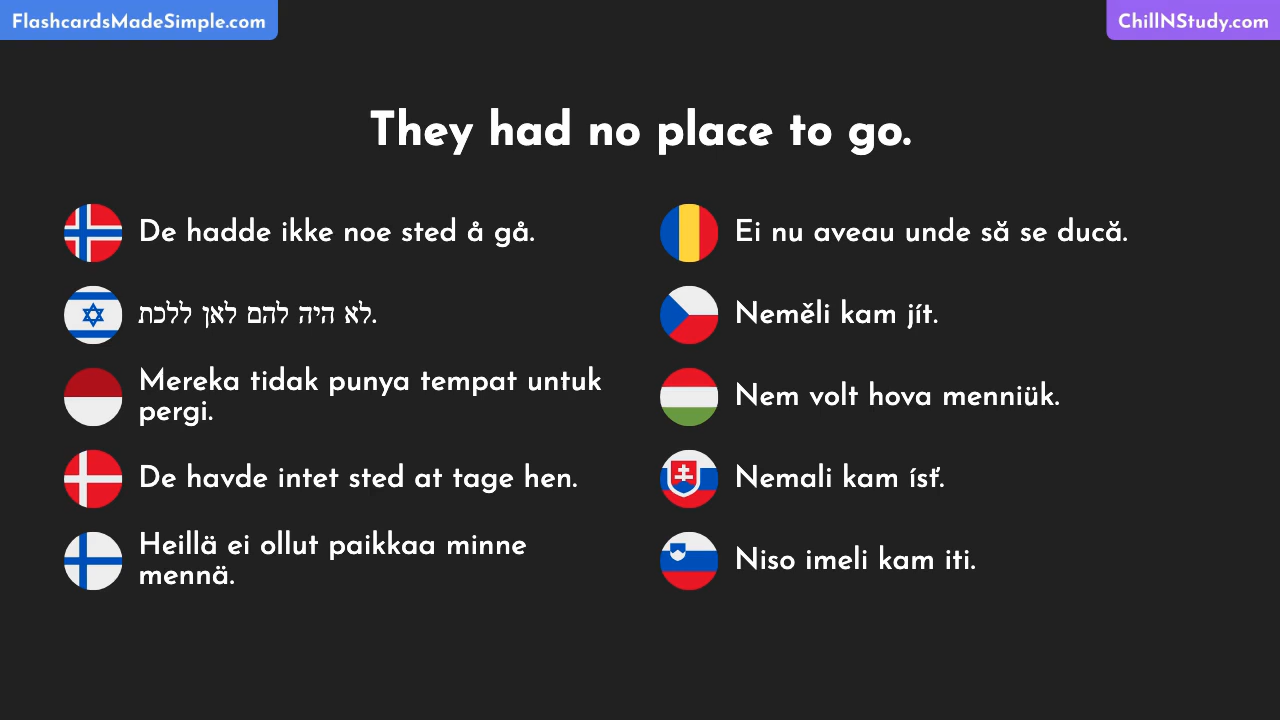 FlashcardsMadeSimple.com
ChillNStudy.com
They had no place to go.
De hadde ikke noe sted å gå.
לא היה להם לאן ללכת.
Mereka tidak punya tempat untuk
pergi.
De havde intet sted at tage hen.
Heillä ei ollut paikkaa minne
mennä.
Ei nu aveau unde să se ducă.
Neměli kam jít.
Nem volt hova menniük.
Nemali kam ísť.
Niso imeli kam iti.